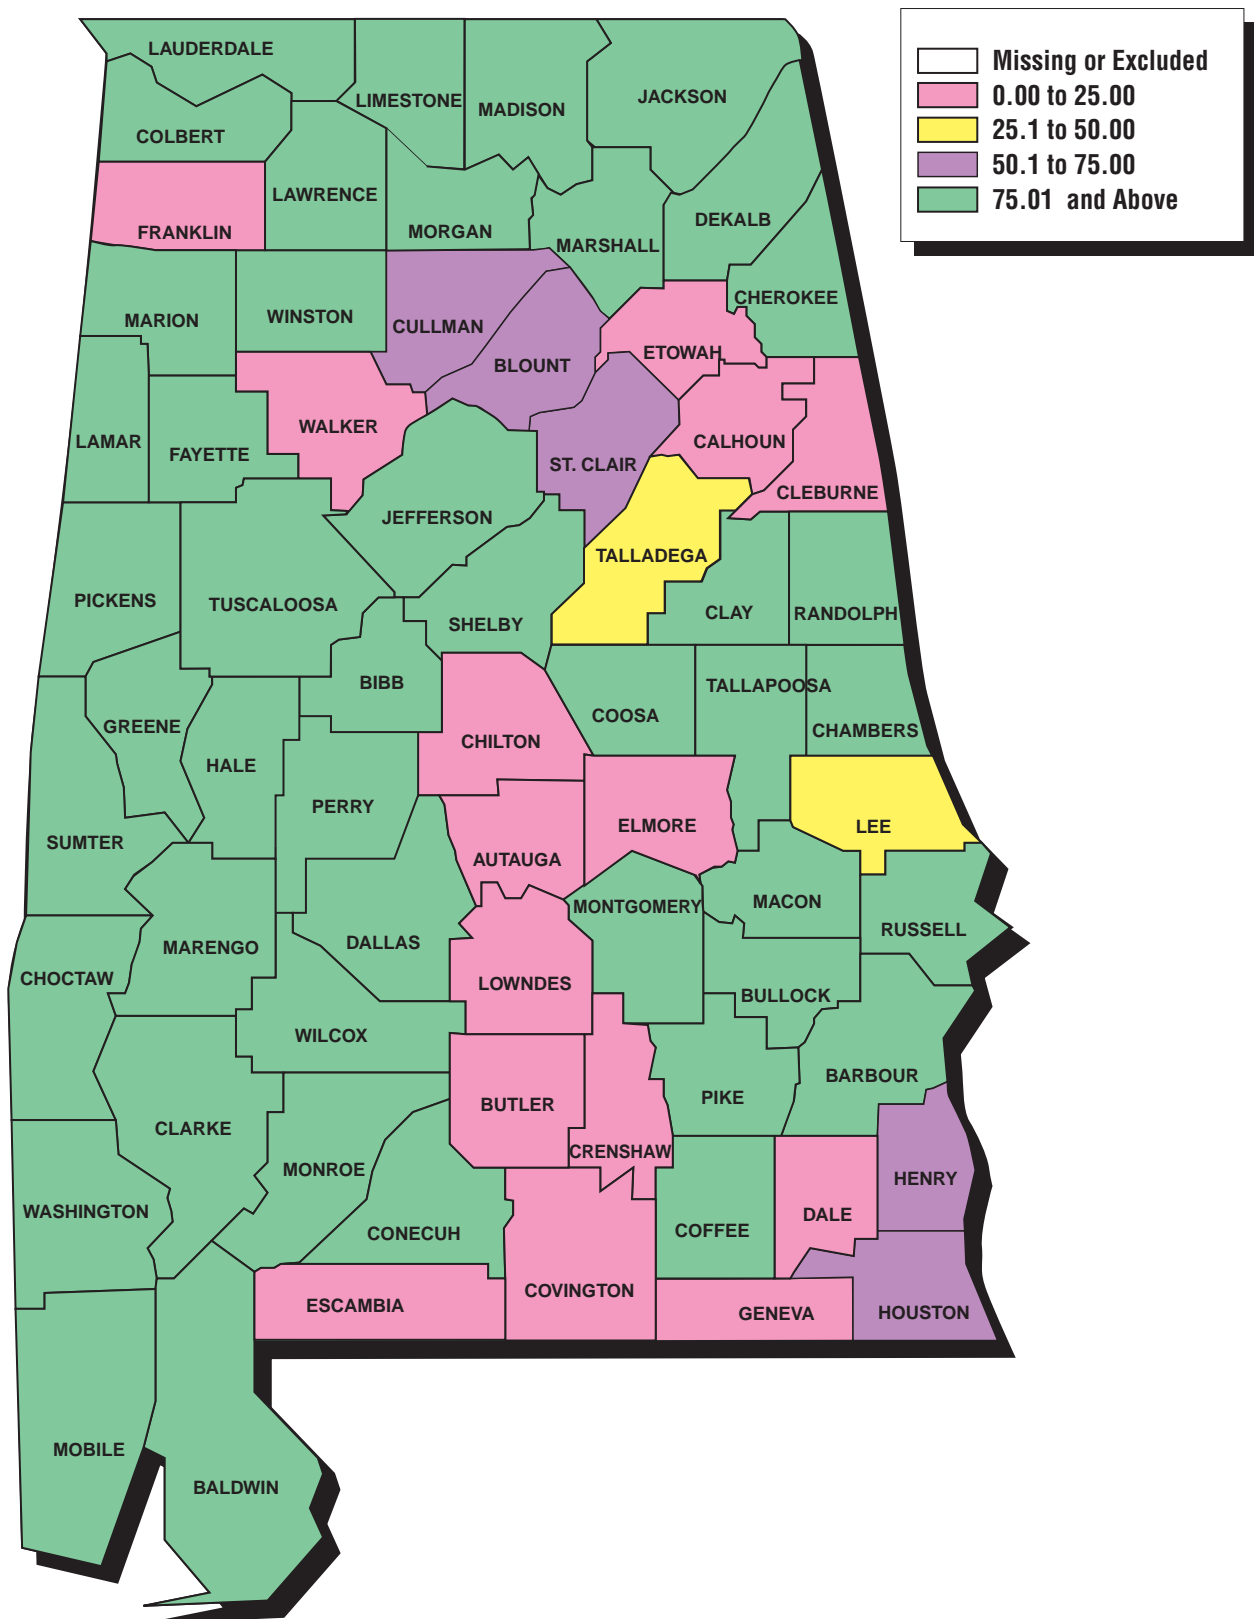 Missing or Excluded
0.00 to 25.00
25.1 to 50.00
50.1 to 75.00
75.01 and Above
LAUDERDALE
LIMESTONE
MADISON
JACKSON
COLBERT
LAWRENCE
FRANKLIN
MORGAN
MARSHALL
DEKALB
CHEROKEE
MARION
WINSTON
CULLMAN
BLOUNT
ETOWAH
LAMAR
FAYETTE
WALKER
ST. CLAIR
CALHOUN
CLEBURNE
JEFFERSON
TALLADEGA
PICKENS
TUSCALOOSA
SHELBY
CLAY
RANDOLPH
BIBB
GREENE
HALE
CHILTON
COOSA
TALLAPOOSA
CHAMBERS
SUMTER
PERRY
AUTAUGA
ELMORE
LEE
MARENGO
DALLAS
MONTGOMERY
MACON
RUSSELL
CHOCTAW
LOWNDES
BULLOCK
WILCOX
BARBOUR
CLARKE
BUTLER
PIKE
MONROE
CRENSHAW
HENRY
WASHINGTON
CONECUH
COFFEE
DALE
ESCAMBIA
COVINGTON
GENEVA
HOUSTON
MOBILE
BALDWIN